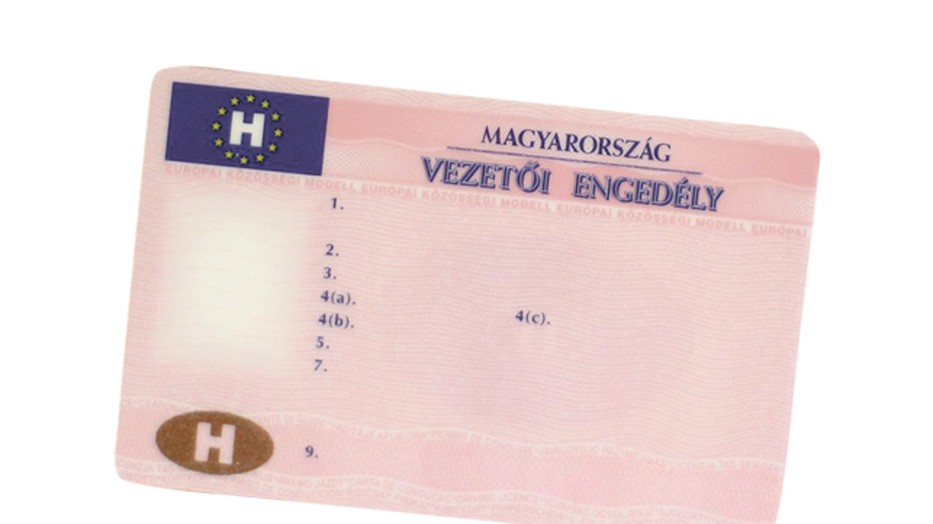 H
MAGYARORSZÁG
VEZETŐI ENGEDÉLY
EURÓPAI KÖZÖSSÉGI MODELL EURÓPAI KÖZÖSSÉGI MODELL EURÓPAI KÖZÖSSÉGI MODELL EURÓPAI
1.
2.
3.
4(a).
4(b). 4(c).
5.
7.
H
9.